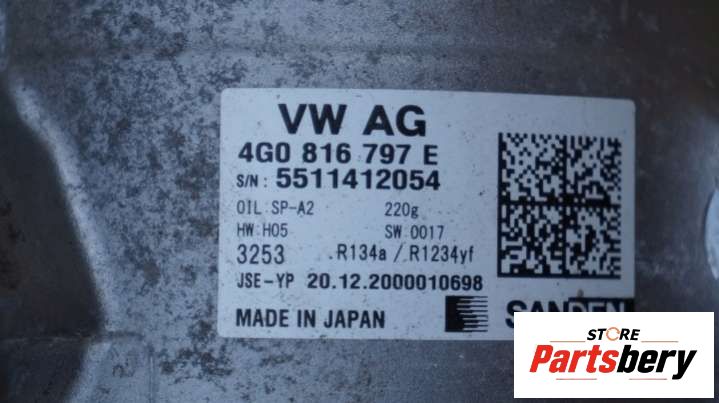 VW AG
4G0 816 797 E
S/N: 5511412054
OIL:SP-A2 220g
HW:H05 SW:0017
3253 .R134a /.R1234yf
JSE-YP 20.12.2000010698
MADE IN JAPAN SANDEN
STORE
Partsbery